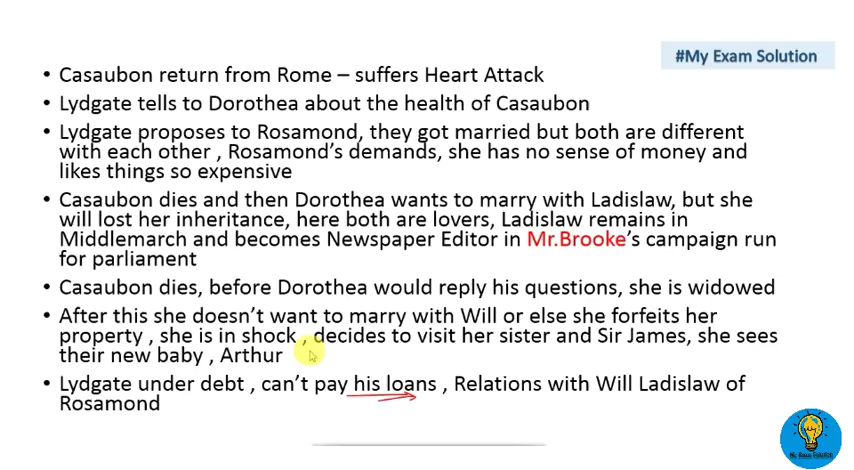 #My Exam Solution
• Casaubon return from Rome – suffers Heart Attack
• Lydgate tells to Dorothea about the health of Casaubon
• Lydgate proposes to Rosamond, they got married but both are different
with each other , Rosamond's demands, she has no sense of money and
likes things so expensive
• Casaubon dies and then Dorothea wants to marry with Ladislaw, but she
will lost her inheritance, here both are lovers, Ladislaw remains in
Middlemarch and becomes Newspaper Editor in Mr.Brooke's campaign run
for parliament
• Casaubon dies, before Dorothea would reply his questions, she is widowed
• After this she doesn't want to marry with Will or else she forfeits her
property , she is in shock , decides to visit her sister and Sir James, she sees
their new baby , Arthur
• Lydgate under debt , can't pay his loans , Relations with Will Ladislaw of
Rosamond
My Exam Solution